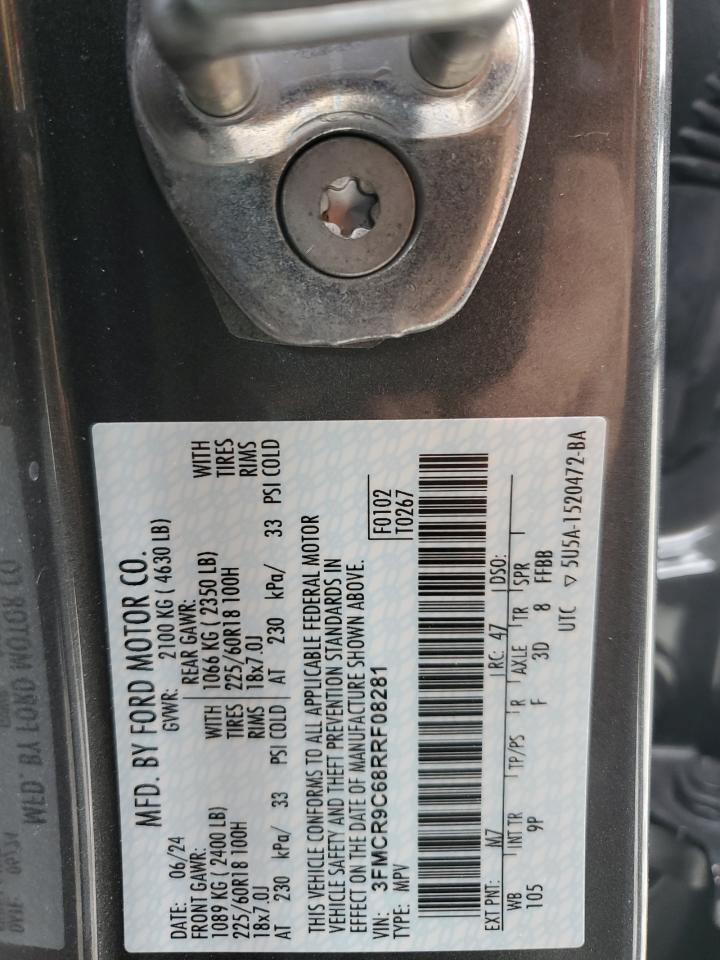 MFD. BY FORD MOTOR CO.
DATE: 06/24 GVWR: 2100 KG ( 4630 LB)
FRONT GAWR: REAR GAWR:
1089 KG ( 2400 LB) WITH 1066 KG ( 2350 LB) WITH
225/60R18 100H TIRES 225/60R18 100H TIRES
18x7.0J RIMS 18x7.0J RIMS
AT 230 kPa/ 33 PSI COLD AT 230 kPa/ 33 PSI COLD
THIS VEHICLE CONFORMS TO ALL APPLICABLE FEDERAL MOTOR
VEHICLE SAFETY AND THEFT PREVENTION STANDARDS IN
EFFECT ON THE DATE OF MANUFACTURE SHOWN ABOVE.
VIN: 3FMCR9C68RRF08281 F0102
TYPE: MPV T0267
EXT PNT: M7 RC: 47 DSO:
WB INT TR TP/PS R AXLE TR SPR
105 9P F 3D 8 FFBB
UTC ▽ 5U5A-1520472-BA